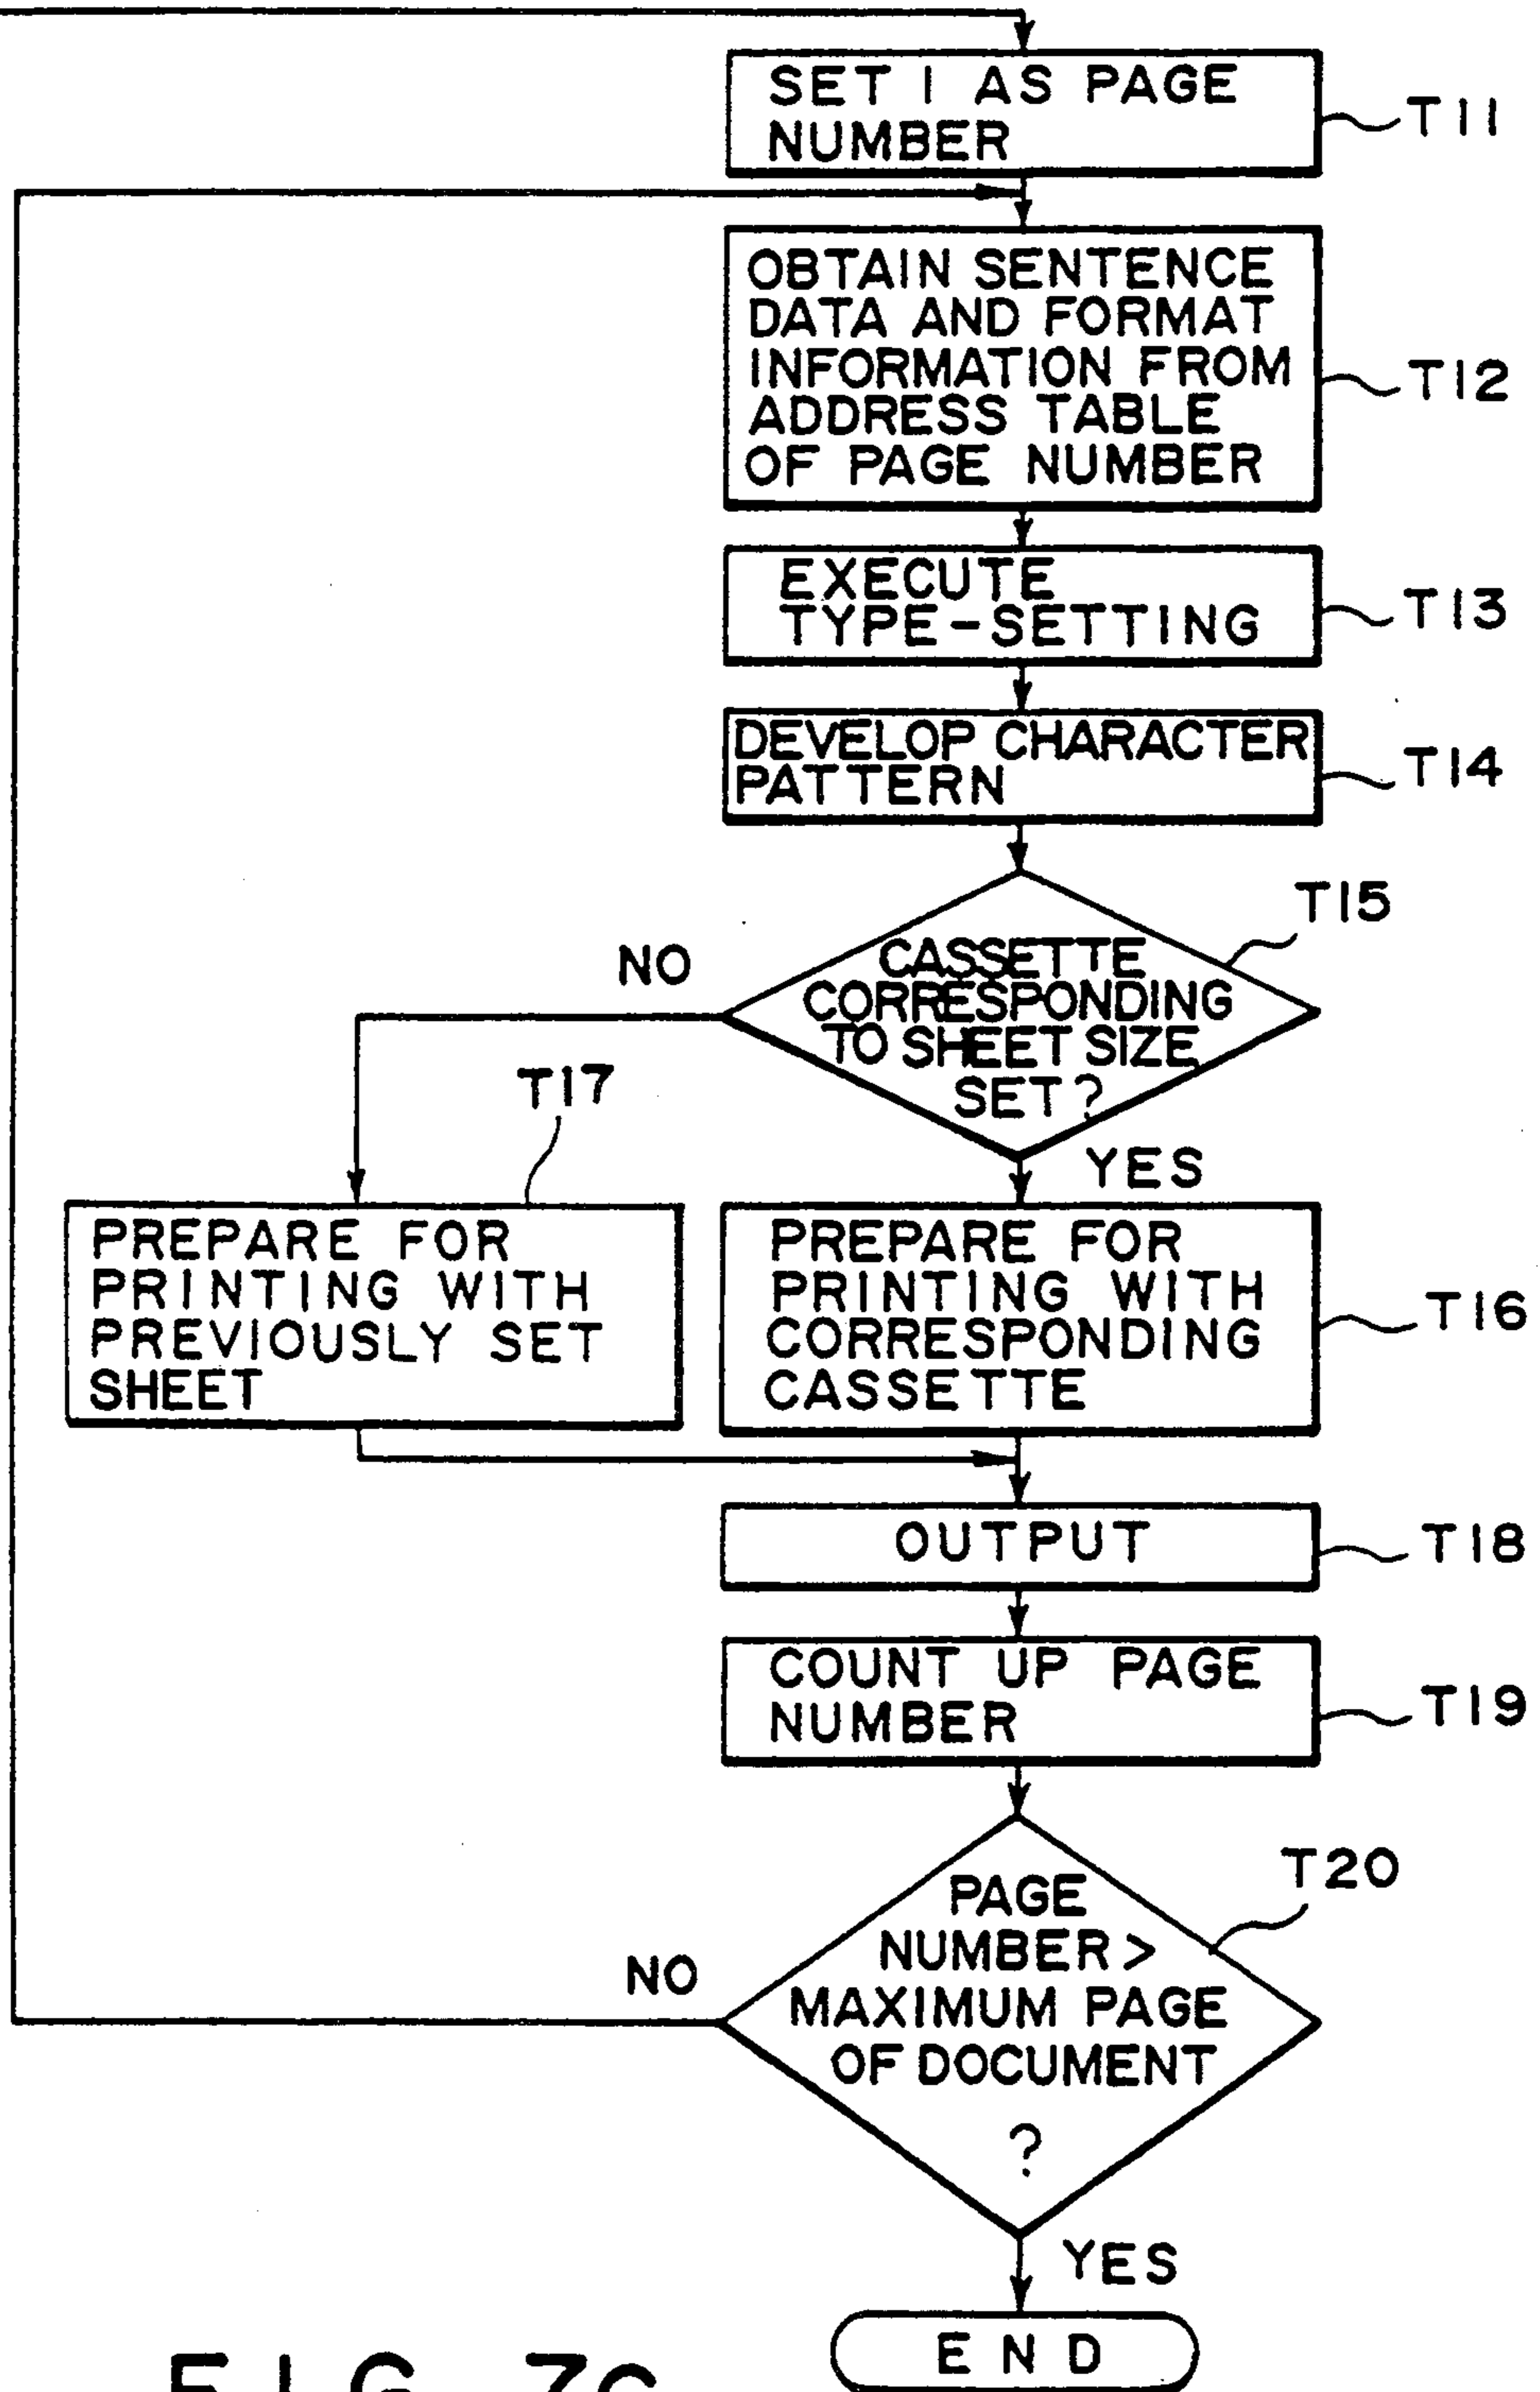 SET 1 AS PAGE
NUMBER
T11
OBTAIN SENTENCE
DATA AND FORMAT
INFORMATION FROM
ADDRESS TABLE
OF PAGE NUMBER
T12
EXECUTE
TYPE-SETTING
T13
DEVELOP CHARACTER
PATTERN
T14
T15
NO
CASSETTE
CORRESPONDING
TO SHEET SIZE
SET?
YES
T17
PREPARE FOR
PRINTING WITH
PREVIOUSLY SET
SHEET
PREPARE FOR
PRINTING WITH
CORRESPONDING
CASSETTE
T16
OUTPUT
T18
COUNT UP PAGE
NUMBER
T19
T20
NO
PAGE
NUMBER >
MAXIMUM PAGE
OF DOCUMENT
?
YES
END
FIG. 7C